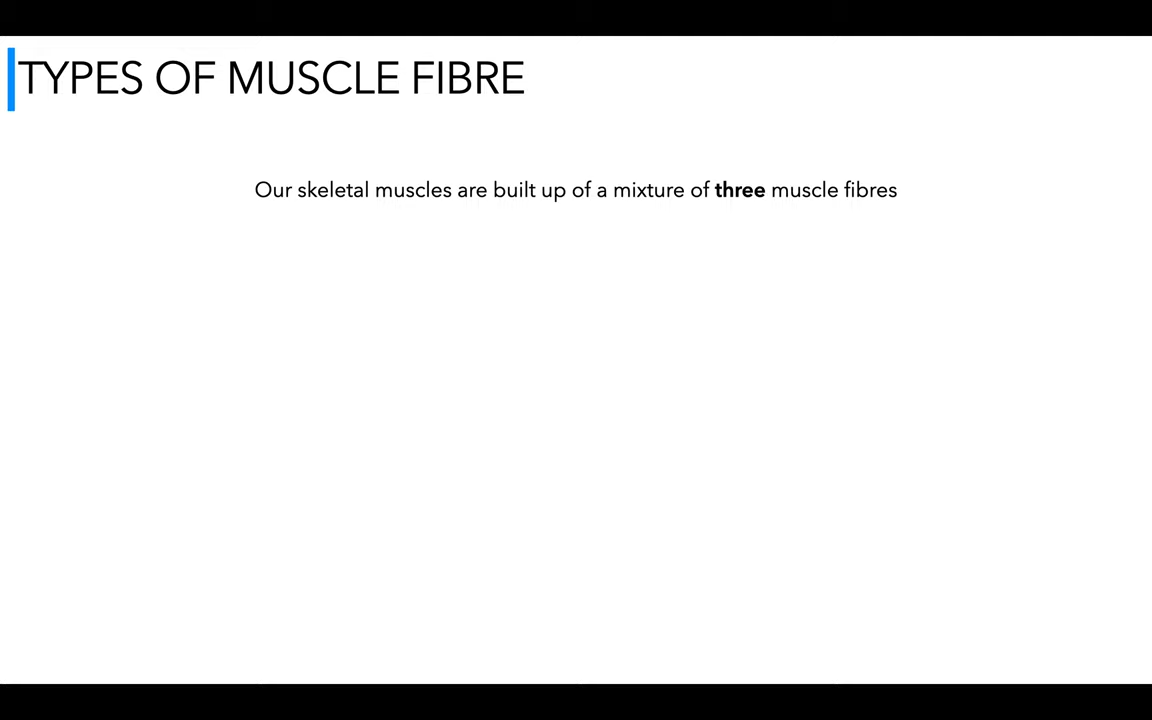 TYPES OF MUSCLE FIBRE
Our skeletal muscles are built up of a mixture of three muscle fibres